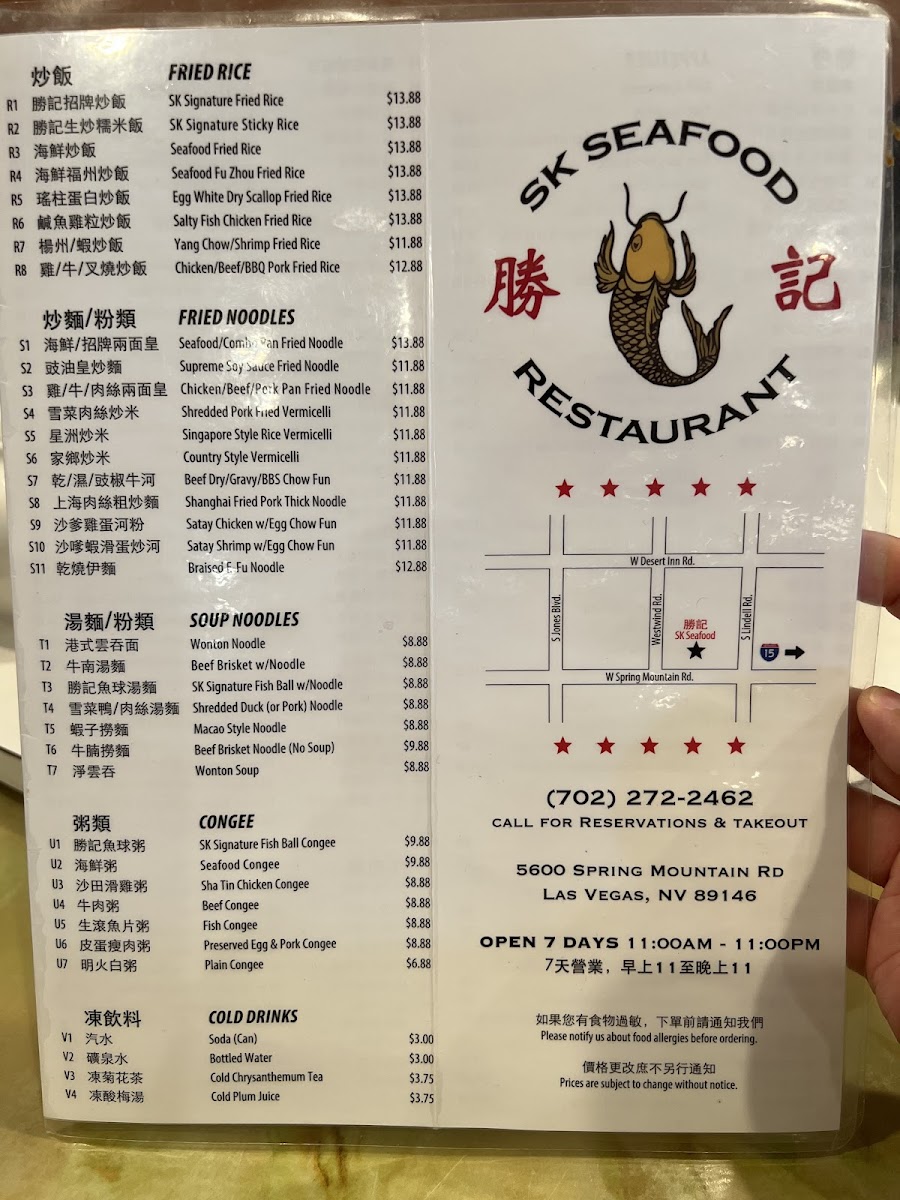 炒飯 FRIED RICE
R1 勝記招牌炒飯 SK Signature Fried Rice $13.88
R2 勝記生炒糯米飯 SK Signature Sticky Rice $13.88
R3 海鮮炒飯 Seafood Fried Rice $13.88
R4 海鮮福州炒飯 Seafood Fu Zhou Fried Rice $13.88
R5 瑤柱蛋白炒飯 Egg White Dry Scallop Fried Rice $13.88
R6 鹹魚雞粒炒飯 Salty Fish Chicken Fried Rice $13.88
R7 楊州/蝦炒飯 Yang Chow/Shrimp Fried Rice $11.88
R8 雞/牛/叉燒炒飯 Chicken/Beef/BBQ Pork Fried Rice $12.88
炒麵/粉類 FRIED NOODLES
S1 海鮮/招牌兩面皇 Seafood/Combo Pan Fried Noodle $13.88
S2 豉油皇炒麵 Supreme Soy Sauce Fried Noodle $11.88
S3 雞/牛/肉絲兩面皇 Chicken/Beef/Pork Pan Fried Noodle $11.88
S4 雪菜肉絲炒米 Shredded Pork Fried Vermicelli $11.88
S5 星洲炒米 Singapore Style Rice Vermicelli $11.88
S6 家鄉炒米 Country Style Vermicelli $11.88
S7 乾/濕/豉椒牛河 Beef Dry/Gravy/BBS Chow Fun $11.88
S8 上海肉絲粗炒麵 Shanghai Fried Pork Thick Noodle $11.88
S9 沙爹雞蛋河粉 Satay Chicken w/Egg Chow Fun $11.88
S10 沙嗲蝦滑蛋炒河 Satay Shrimp w/Egg Chow Fun $11.88
S11 乾燒伊麵 Braised E-Fu Noodle $12.88
湯麵/粉類 SOUP NOODLES
T1 港式雲吞面 Wonton Noodle $8.88
T2 牛南湯麵 Beef Brisket w/Noodle $8.88
T3 勝記魚球湯麵 SK Signature Fish Ball w/Noodle $8.88
T4 雪菜鴨/肉絲湯麵 Shredded Duck (or Pork) Noodle $8.88
T5 蝦子撈麵 Macao Style Noodle $8.88
T6 牛腩撈麵 Beef Brisket Noodle (No Soup) $9.88
T7 淨雲吞 Wonton Soup $8.88
粥類 CONGEE
U1 勝記魚球粥 SK Signature Fish Ball Congee $9.88
U2 海鮮粥 Seafood Congee $9.88
U3 沙田滑雞粥 Sha Tin Chicken Congee $8.88
U4 牛肉粥 Beef Congee $8.88
U5 生滾魚片粥 Fish Congee $8.88
U6 皮蛋瘦肉粥 Preserved Egg & Pork Congee $8.88
U7 明火白粥 Plain Congee $6.88
凍飲料 COLD DRINKS
V1 汽水 Soda (Can) $3.00
V2 礦泉水 Bottled Water $3.00
V3 凍菊花茶 Cold Chrysanthemum Tea $3.75
V4 凍酸梅湯 Cold Plum Juice $3.75
SK SEAFOOD
勝記
RESTAURANT
W Desert Inn Rd.
S Jones Blvd.
Westwind Rd.
S Lindell Rd.
勝記
SK Seafood
15
W Spring Mountain Rd.
(702) 272-2462
CALL FOR RESERVATIONS & TAKEOUT
5600 SPRING MOUNTAIN RD
LAS VEGAS, NV 89146
OPEN 7 DAYS 11:00AM - 11:00PM
7天營業，早上11至晚上11
如果您有食物過敏，下單前請通知我們
Please notify us about food allergies before ordering.
價格更改庶不另行通知
Prices are subject to change without notice.